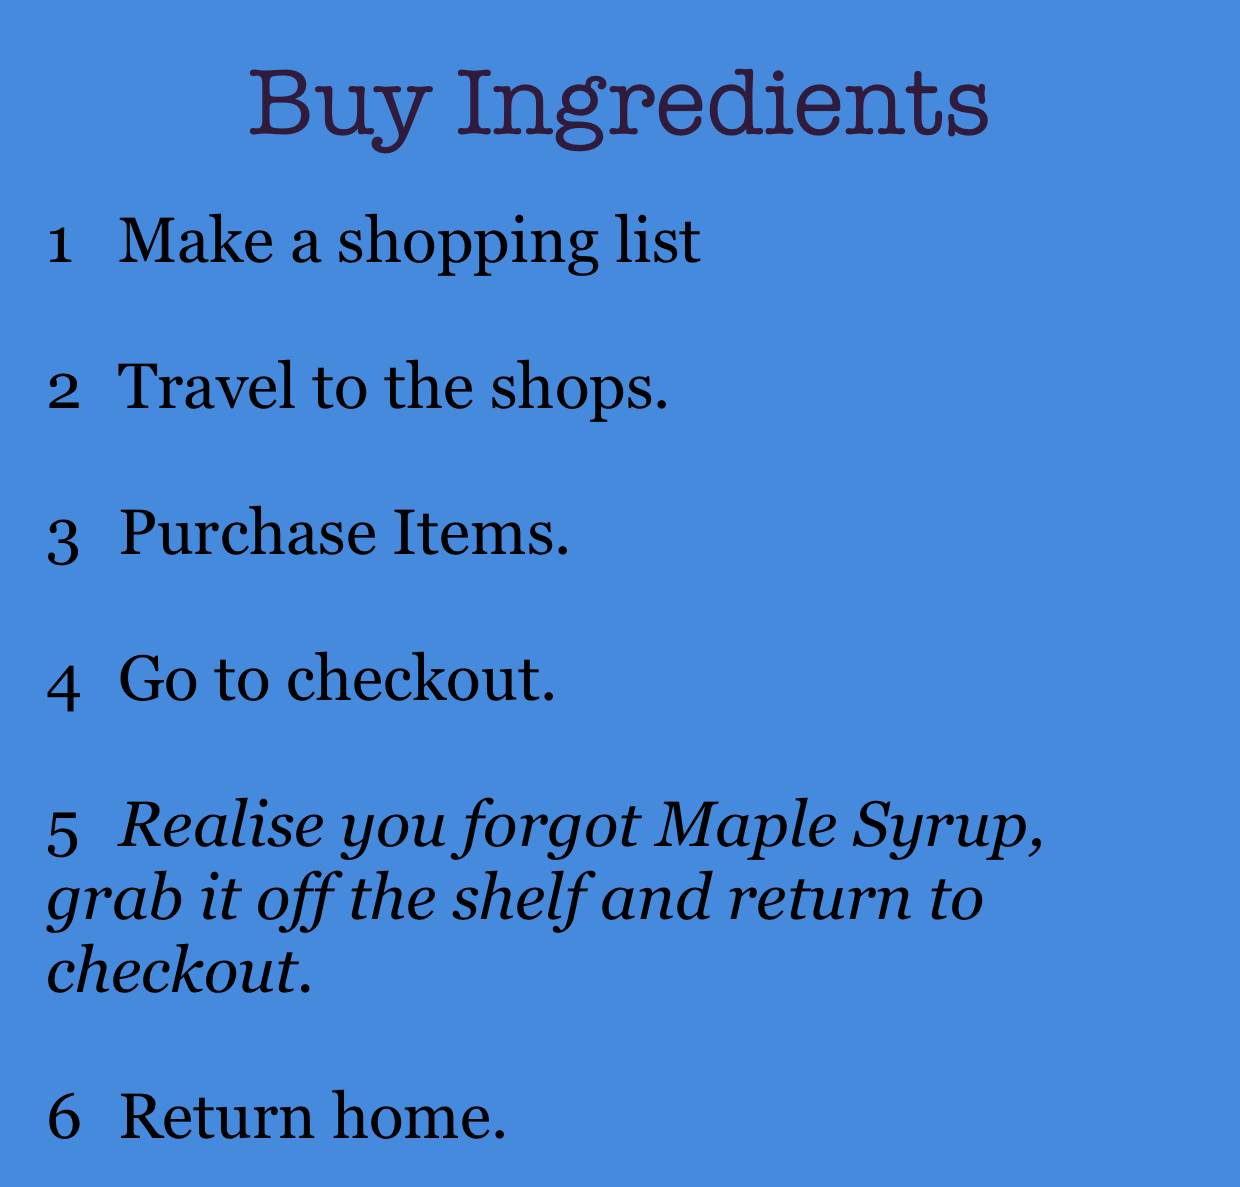 Buy Ingredients
1 Make a shopping list
2 Travel to the shops.
3 Purchase Items.
4 Go to checkout.
5 Realise you forgot Maple Syrup,
grab it off the shelf and return to
checkout.
6 Return home.